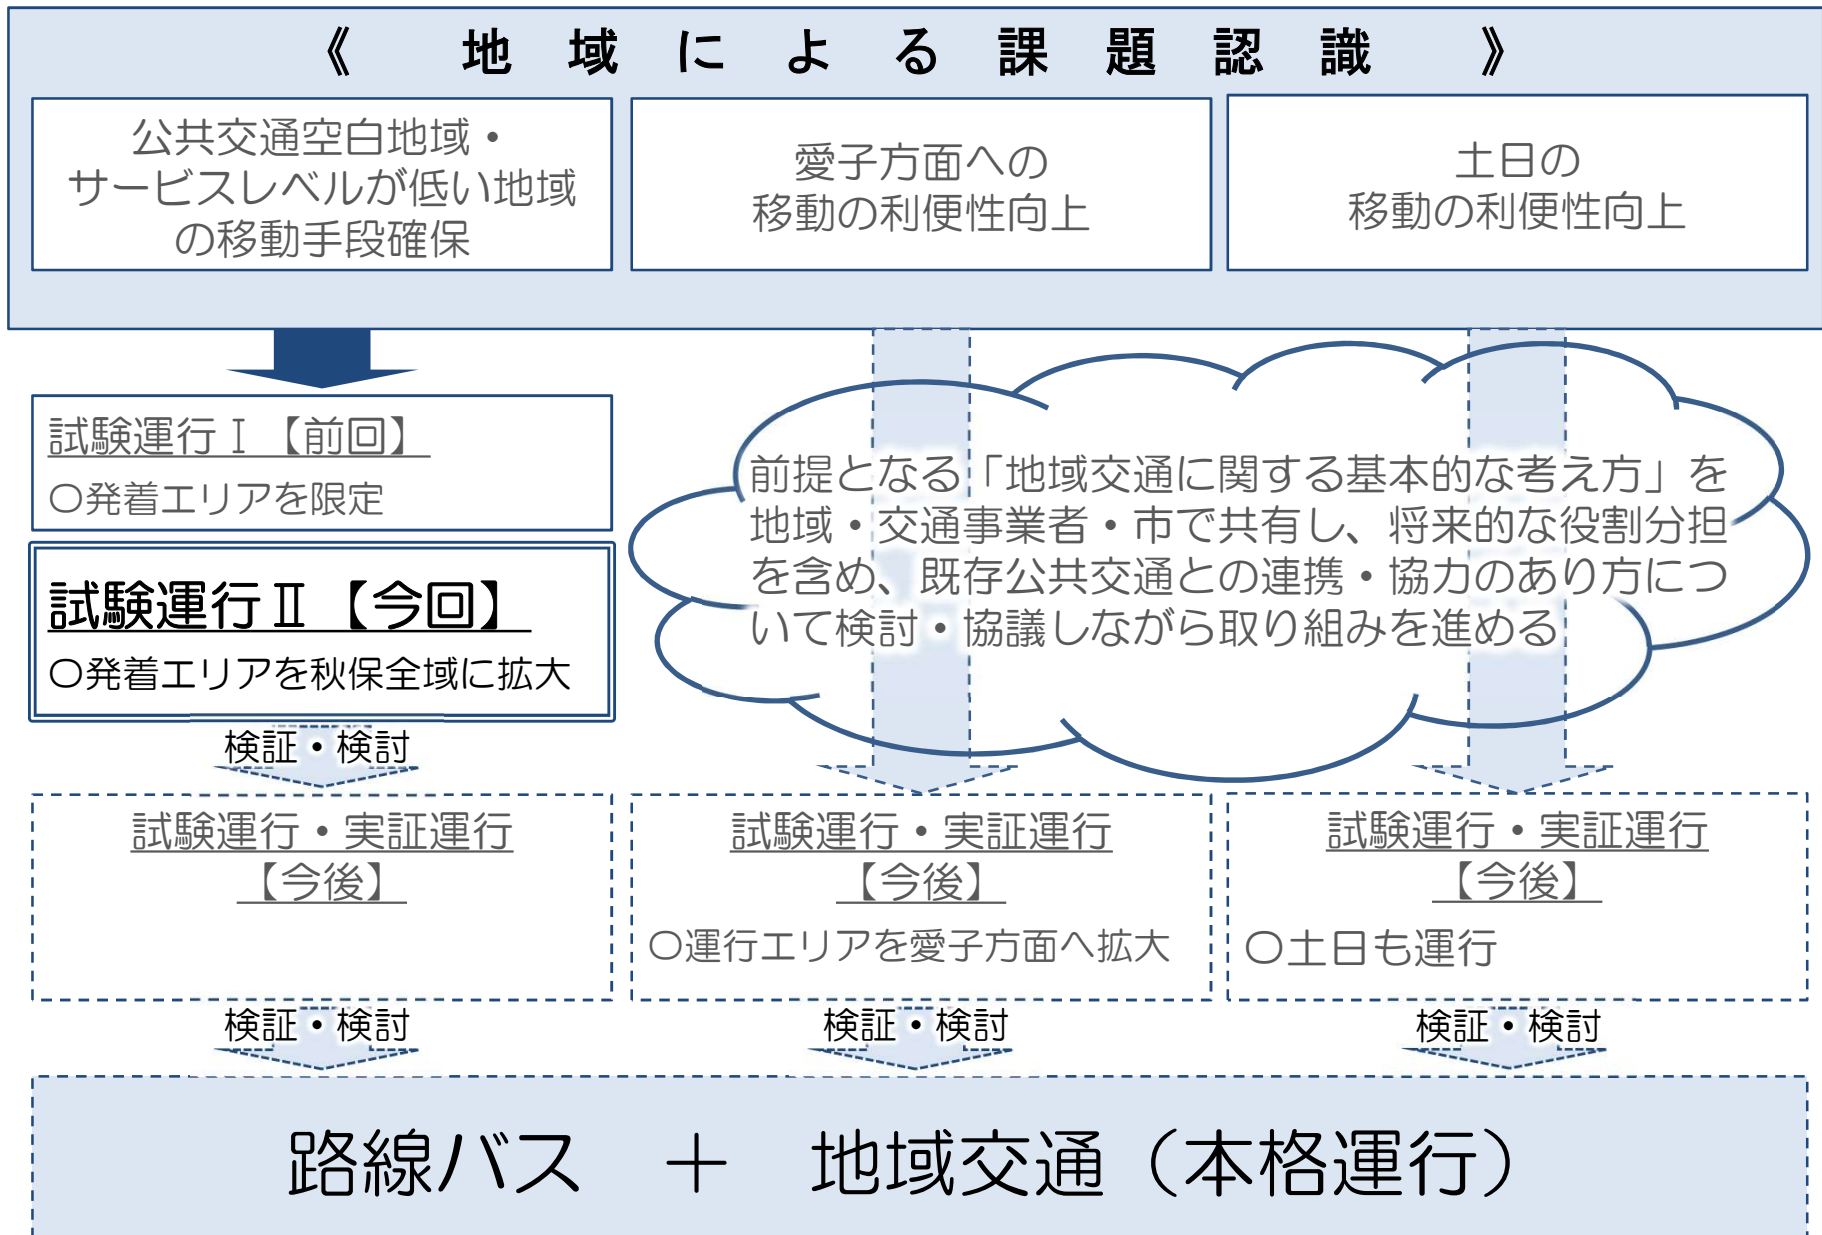 《　地域による課題認識　》
公共交通空白地域・
サービスレベルが低い地域
の移動手段確保
愛子方面への
移動の利便性向上
土日の
移動の利便性向上
試験運行Ⅰ【前回】
〇発着エリアを限定
試験運行Ⅱ【今回】
〇発着エリアを秋保全域に拡大
前提となる「地域交通に関する基本的な考え方」を
地域・交通事業者・市で共有し、将来的な役割分担
を含め、既存公共交通との連携・協力のあり方につ
いて検討・協議しながら取り組みを進める
検証・検討
試験運行・実証運行
【今後】
試験運行・実証運行
【今後】
〇運行エリアを愛子方面へ拡大
試験運行・実証運行
【今後】
〇土日も運行
検証・検討
検証・検討
検証・検討
路線バス　＋　地域交通（本格運行）